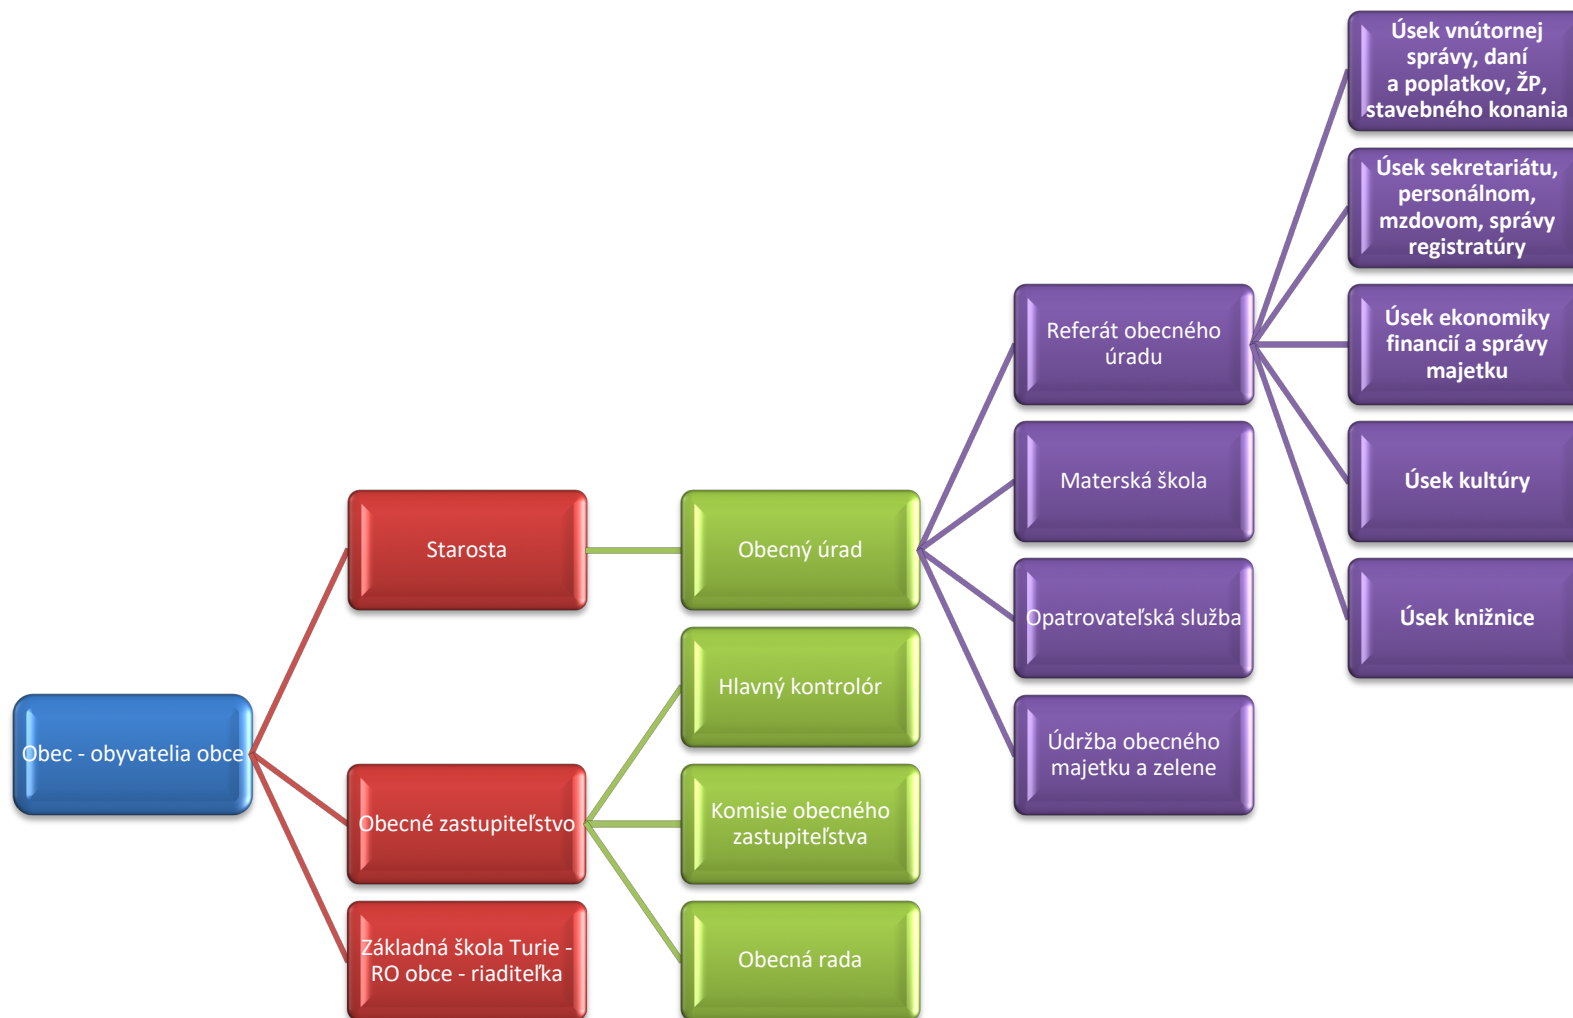 Obec - obyvatelia obce
Starosta
Obecný úrad
Referát obecného
úradu
Úsek vnútornej
správy, daní
a poplatkov, ŽP,
stavebného konania
Úsek sekretariátu,
personálnom,
mzdovom, správy
registratúry
Úsek ekonomiky
financií a správy
majetku
Úsek kultúry
Úsek knižnice
Materská škola
Opatrovateľská služba
Údržba obecného
majetku a zelene
Obecné zastupiteľstvo
Hlavný kontrolór
Komisie obecného
zastupiteľstva
Obecná rada
Základná škola Turie -
RO obce - riaditeľka